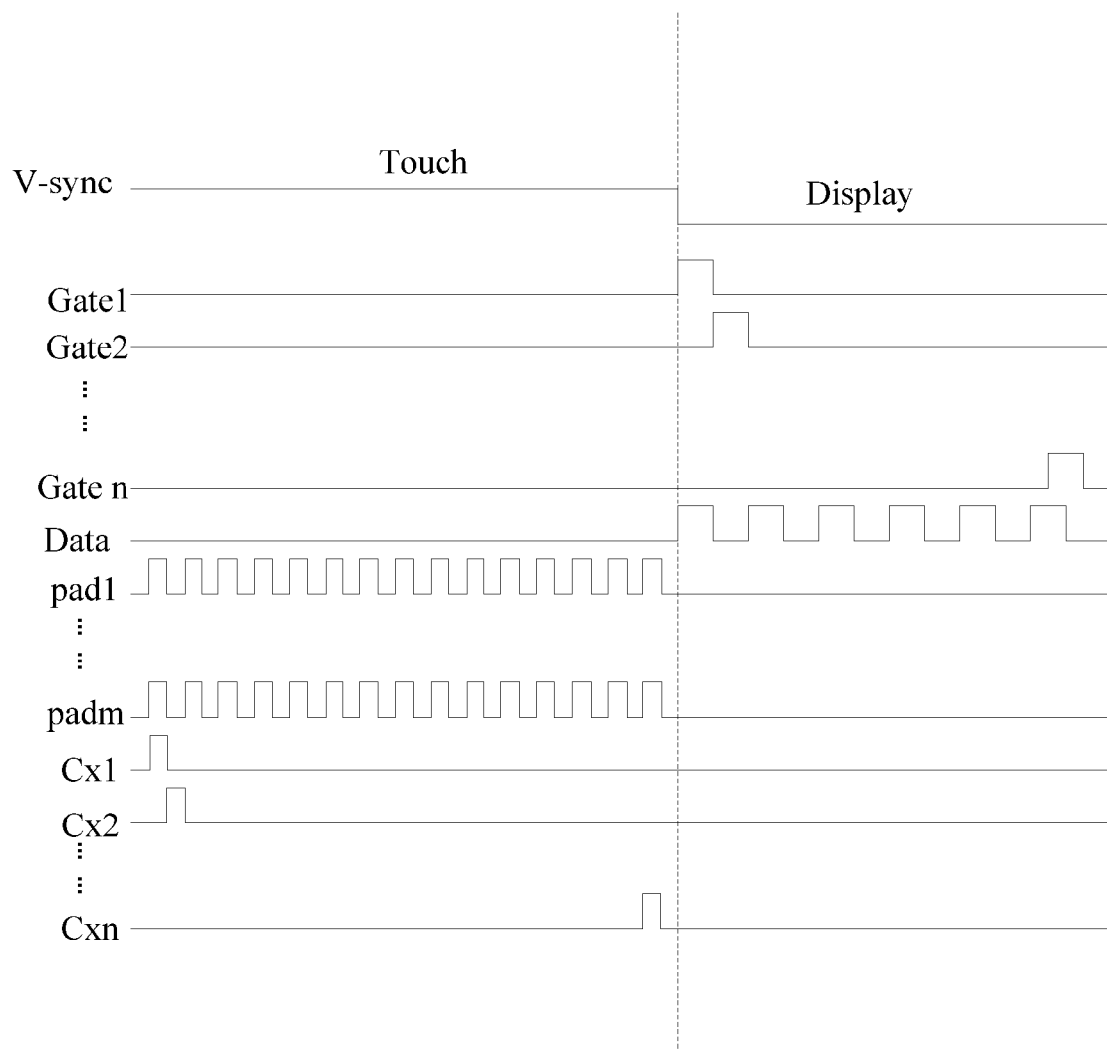 Touch
V-sync
Display
Gate1
Gate2
Gate n
Data
pad1
padm
Cx1
Cx2
Cxn